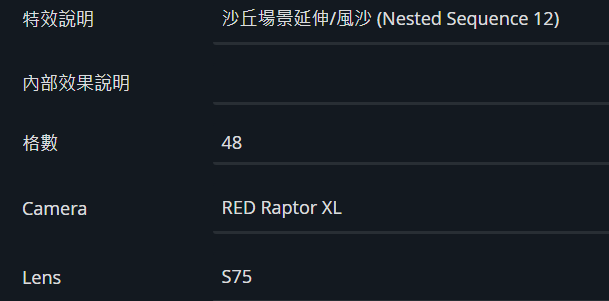 特效說明 沙丘場景延伸/風沙 (Nested Sequence 12)
內部效果說明
格數 48
Camera RED Raptor XL
Lens S75